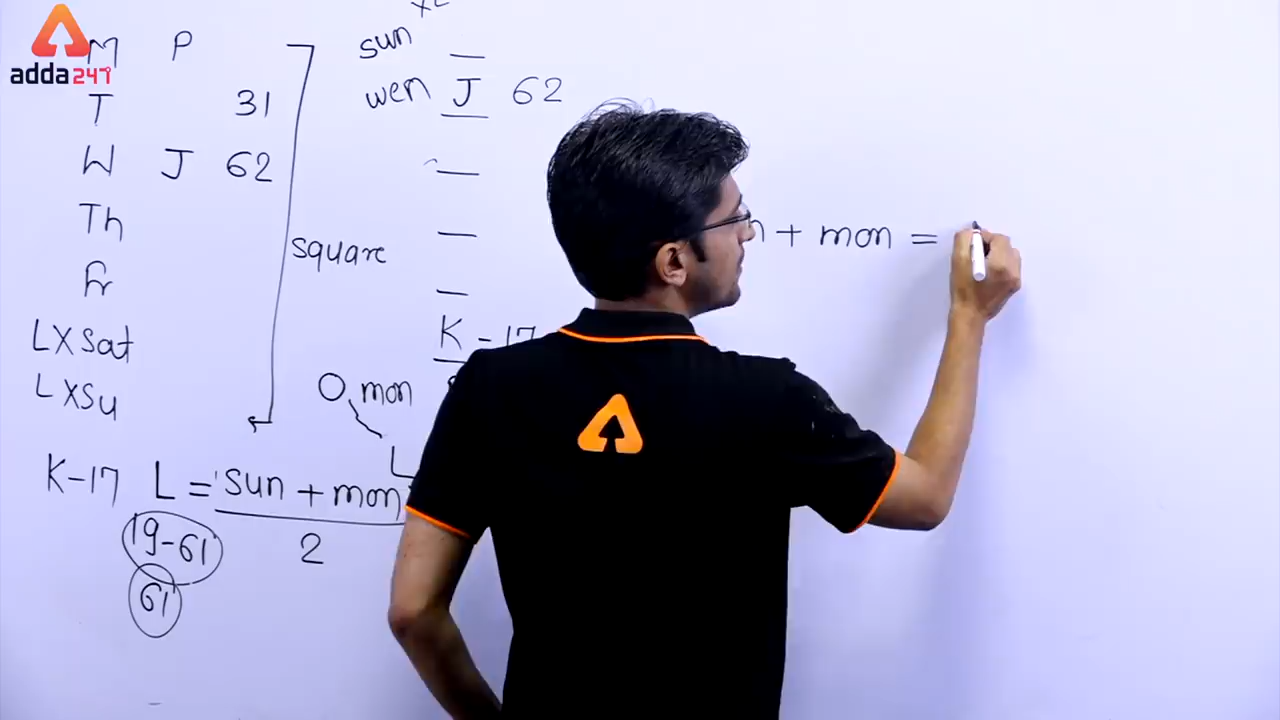 adda247
M P
T 31
W J 62
Th
Fr
LXSat
LXSu
square
K-17 L = Sun + mon
2
19-61
61
sun
wen J 62
K - 17
O mon
L
+ mon =